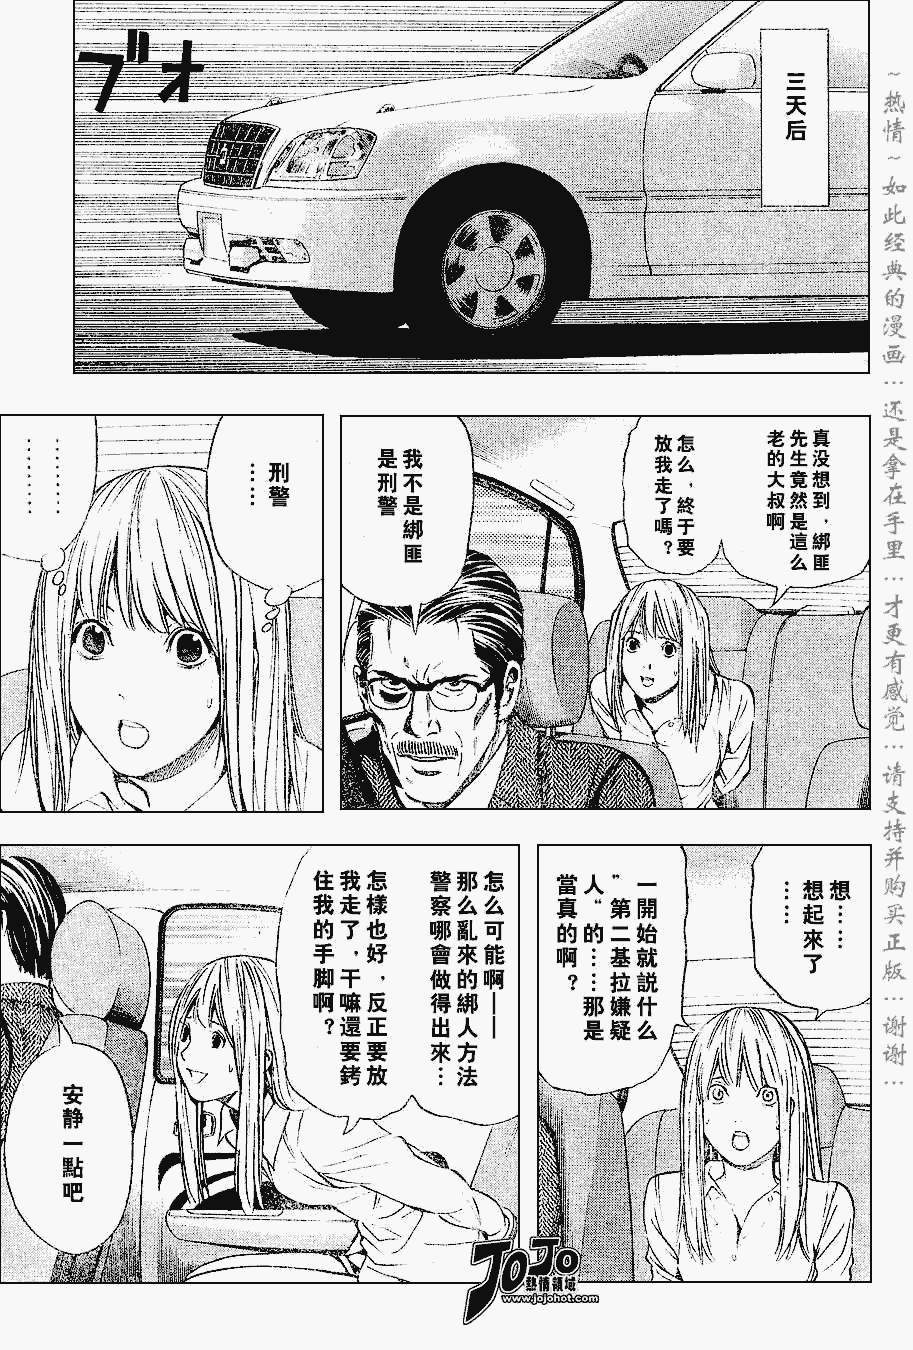 三天后
ブオ
真没想到，綁匪
先生竟然是這么
老的大叔啊
怎么，終于要
放我走了嗎？
我不是綁匪
是刑警
刑警
……
………
………
想……
想起來了
……
一開始就説什么
”第二基拉嫌疑
人“的……那是
當真的啊？
怎么可能啊——
那么亂來的綁人方法
警察哪會做得出來…
怎樣也好，反正要放
我走了，干嘛還要銬
住我的手脚啊？
安静一點吧
~热情~如此经典的漫画…还是拿在手里…才更有感觉…请支持并购买正版…谢谢…
JOJO
熱情領域
www.jojohot.com